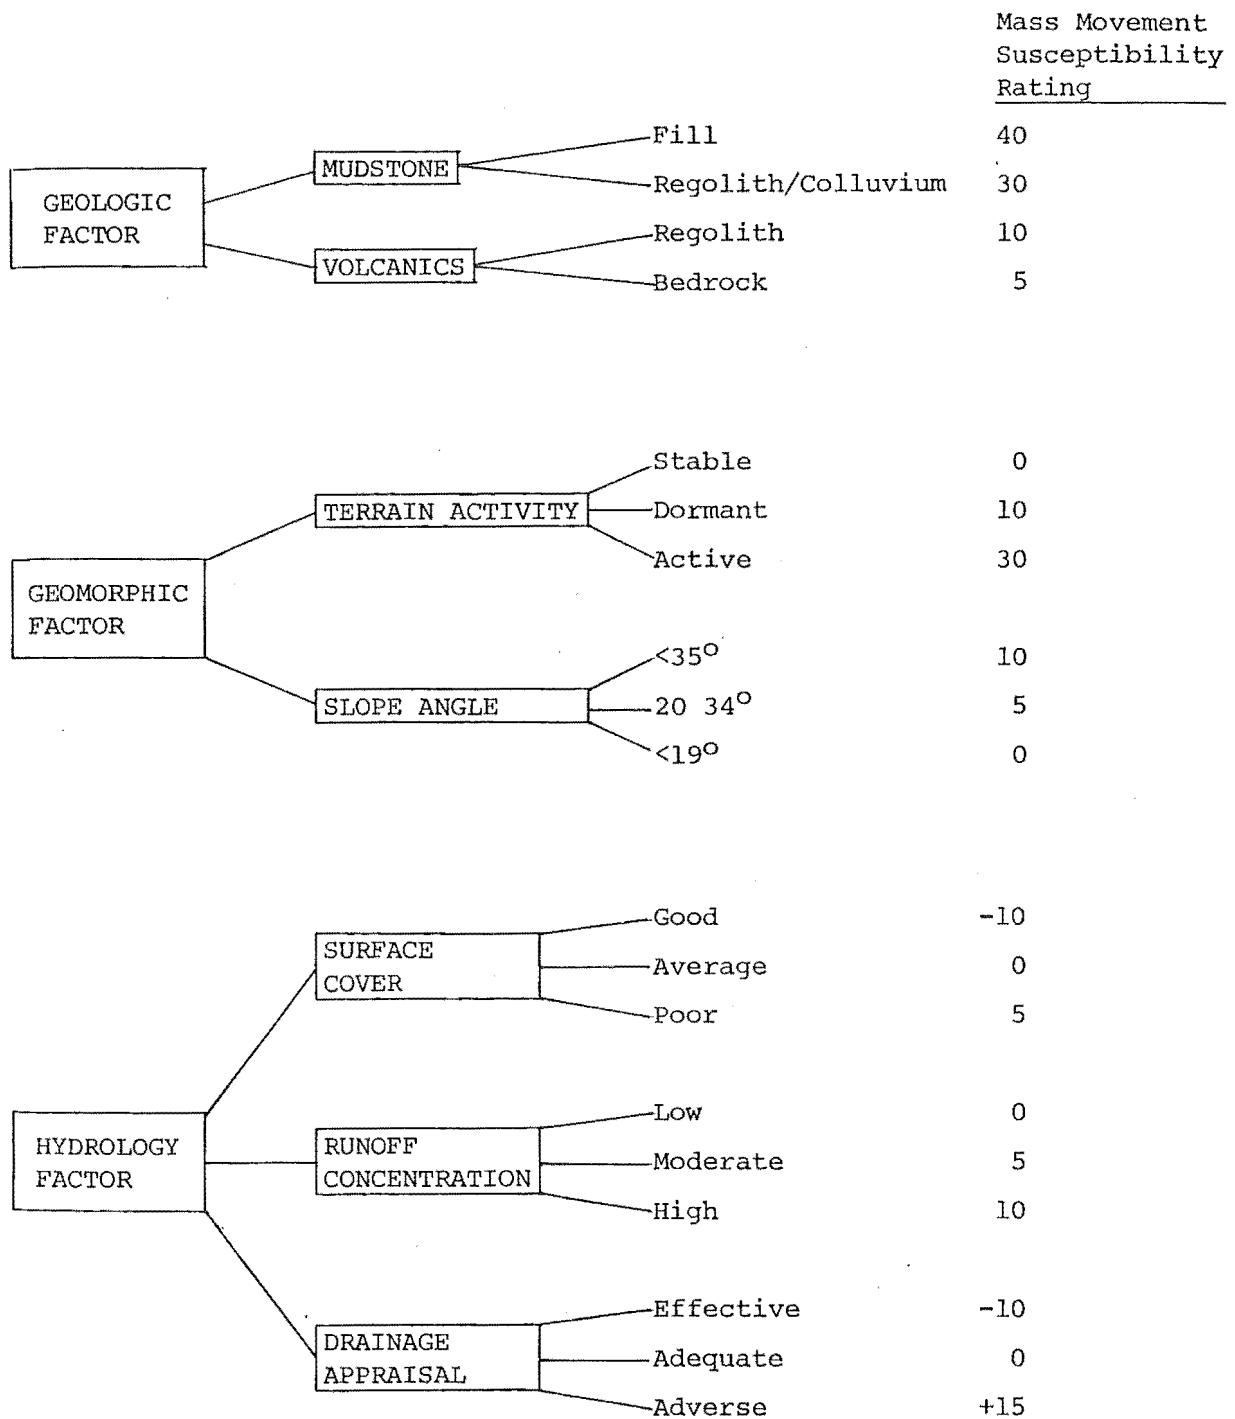 Mass Movement
Susceptibility
Rating
GEOLOGIC
FACTOR
MUDSTONE
Fill 40
Regolith/Colluvium 30
VOLCANICS
Regolith 10
Bedrock 5
GEOMORPHIC
FACTOR
TERRAIN ACTIVITY
Stable 0
Dormant 10
Active 30
SLOPE ANGLE
<35° 10
20 34° 5
<19° 0
HYDROLOGY
FACTOR
SURFACE
COVER
Good -10
Average 0
Poor 5
RUNOFF
CONCENTRATION
Low 0
Moderate 5
High 10
DRAINAGE
APPRAISAL
Effective -10
Adequate 0
Adverse +15